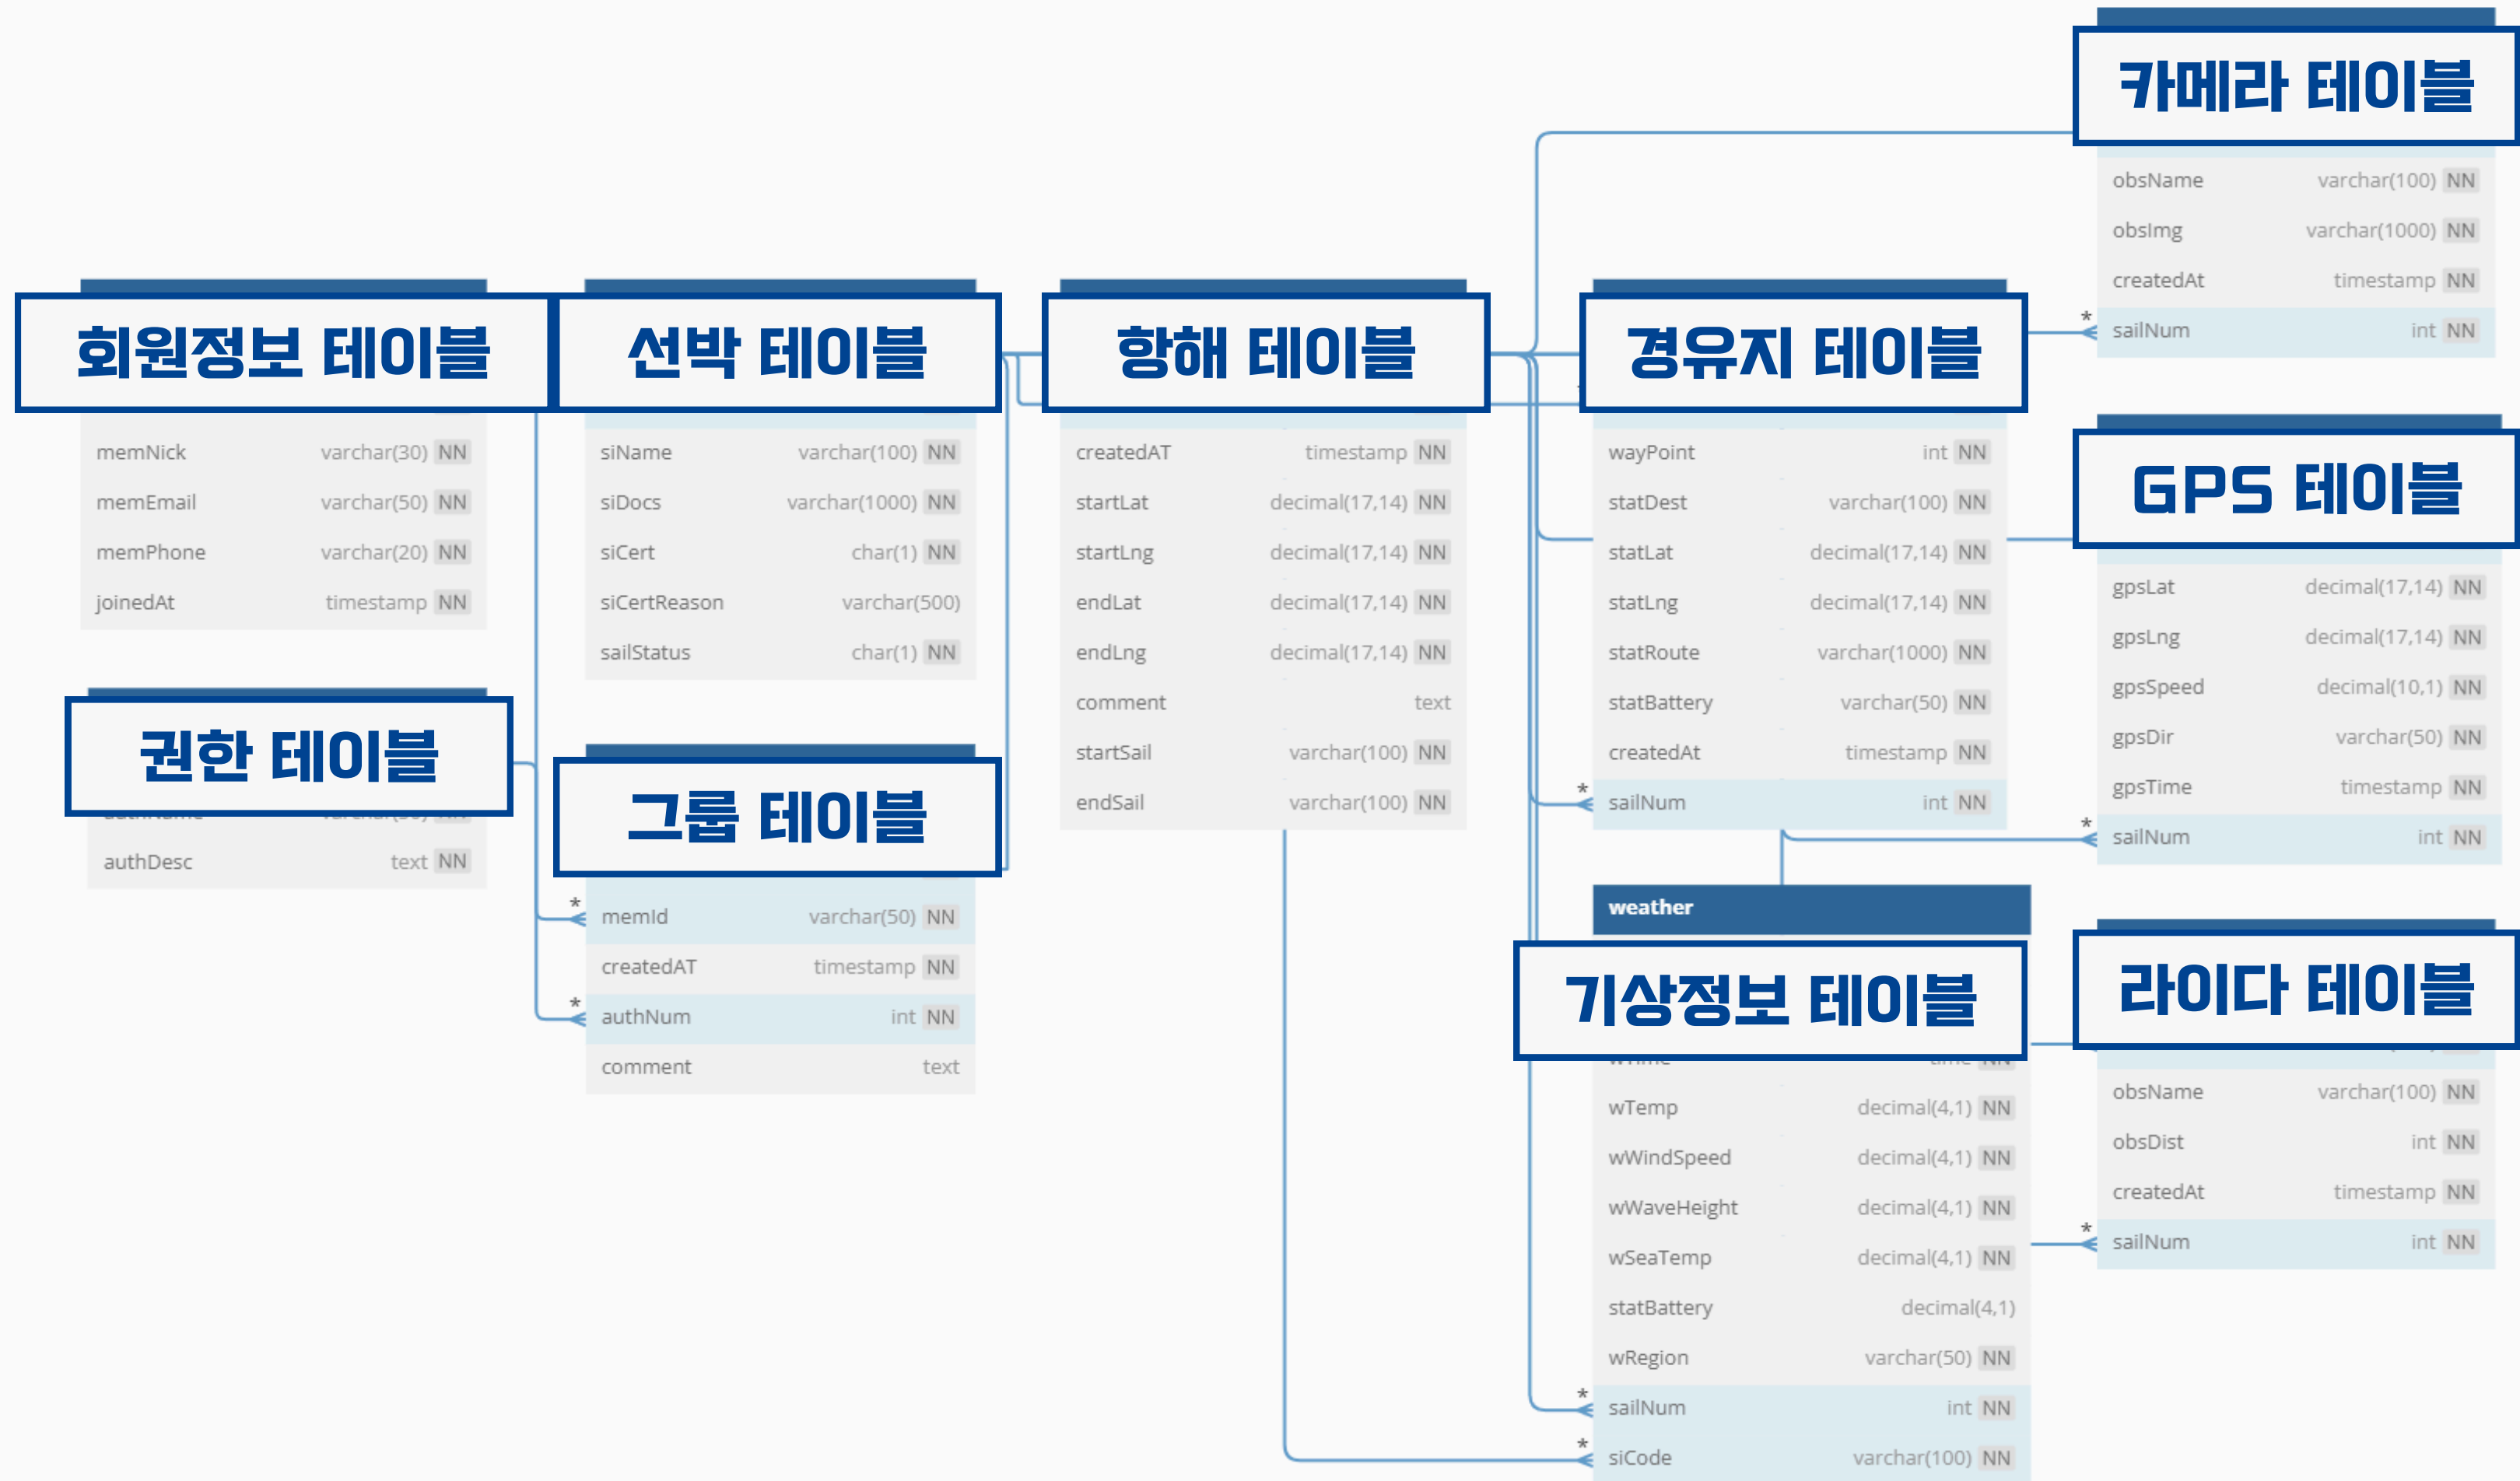 카메라 테이블
obsName varchar(100) NN
obsImg varchar(1000) NN
createdAt timestamp NN
* sailNum int NN
회원정보 테이블
memNick varchar(30) NN
memEmail varchar(50) NN
memPhone varchar(20) NN
joinedAt timestamp NN
선박 테이블
siName varchar(100) NN
siDocs varchar(1000) NN
siCert char(1) NN
siCertReason varchar(500)
sailStatus char(1) NN
항해 테이블
createdAT timestamp NN
startLat decimal(17,14) NN
startLng decimal(17,14) NN
endLat decimal(17,14) NN
endLng decimal(17,14) NN
comment text
startSail varchar(100) NN
endSail varchar(100) NN
경유지 테이블
wayPoint int NN
statDest varchar(100) NN
statLat decimal(17,14) NN
statLng decimal(17,14) NN
statRoute varchar(1000) NN
statBattery varchar(50) NN
createdAt timestamp NN
* sailNum int NN
GPS 테이블
gpsLat decimal(17,14) NN
gpsLng decimal(17,14) NN
gpsSpeed decimal(10,1) NN
gpsDir varchar(50) NN
gpsTime timestamp NN
* sailNum int NN
권한 테이블
authDesc text NN
그룹 테이블
* memId varchar(50) NN
createdAT timestamp NN
* authNum int NN
comment text
weather
기상정보 테이블
wTemp decimal(4,1) NN
wWindSpeed decimal(4,1) NN
wWaveHeight decimal(4,1) NN
wSeaTemp decimal(4,1) NN
statBattery decimal(4,1)
wRegion varchar(50) NN
* sailNum int NN
* siCode varchar(100) NN
라이다 테이블
obsName varchar(100) NN
obsDist int NN
createdAt timestamp NN
* sailNum int NN